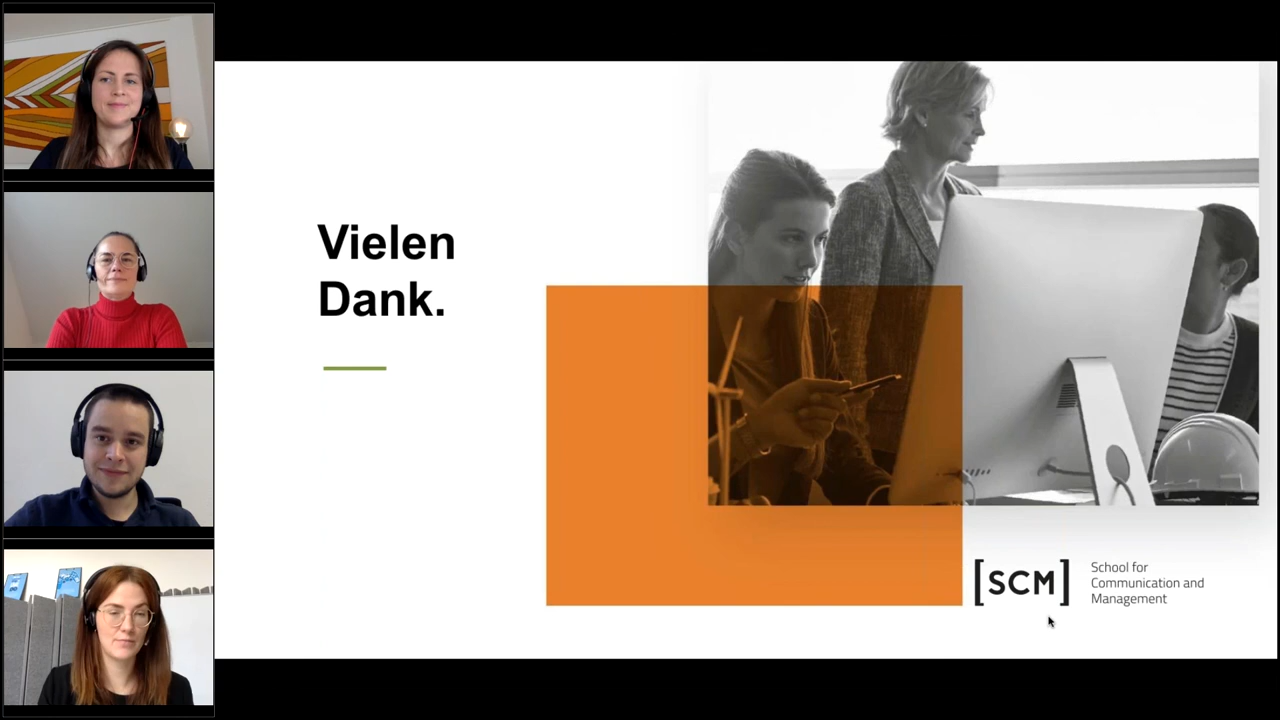 Vielen
Dank.
[SCM]
School for
Communication and
Management